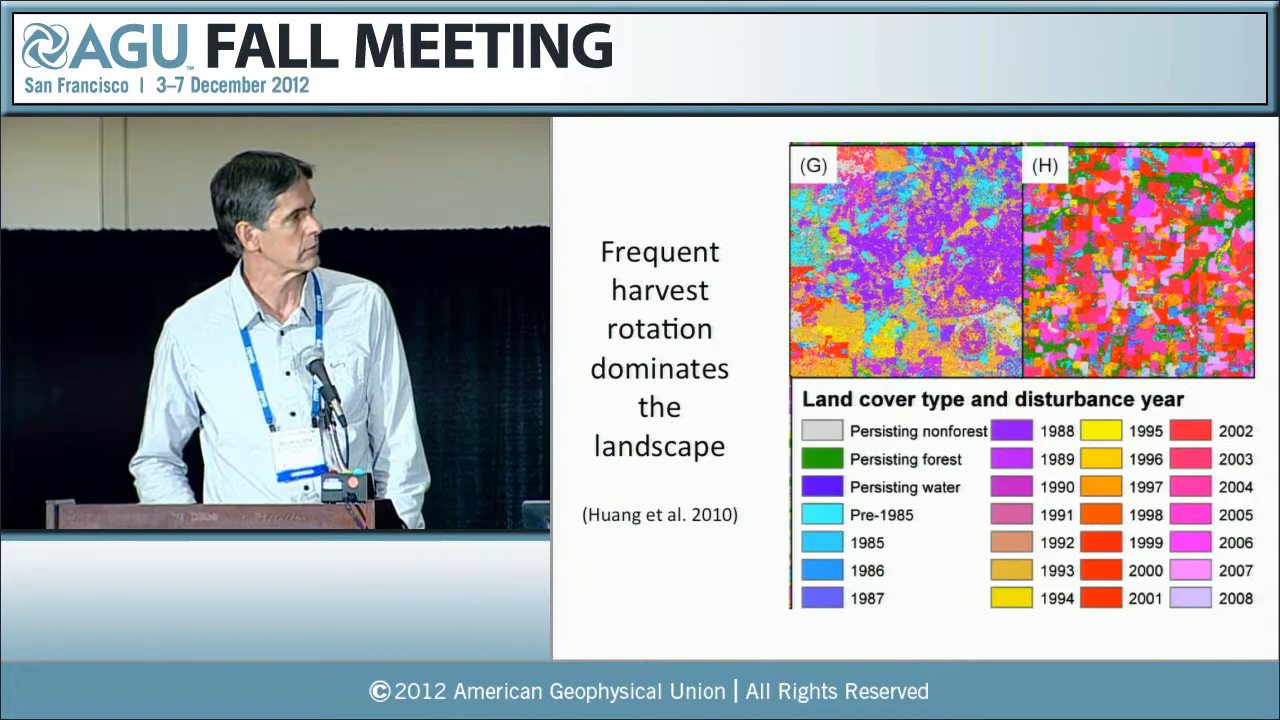 AGU FALL MEETING
San Francisco | 3–7 December 2012
Frequent
harvest
rotation
dominates
the
landscape
(Huang et al. 2010)
(G)
(H)
Land cover type and disturbance year
Persisting nonforest
Persisting forest
Persisting water
Pre-1985
1985
1986
1987
1988
1989
1990
1991
1992
1993
1994
1995
1996
1997
1998
1999
2000
2001
2002
2003
2004
2005
2006
2007
2008
©2012 American Geophysical Union | All Rights Reserved